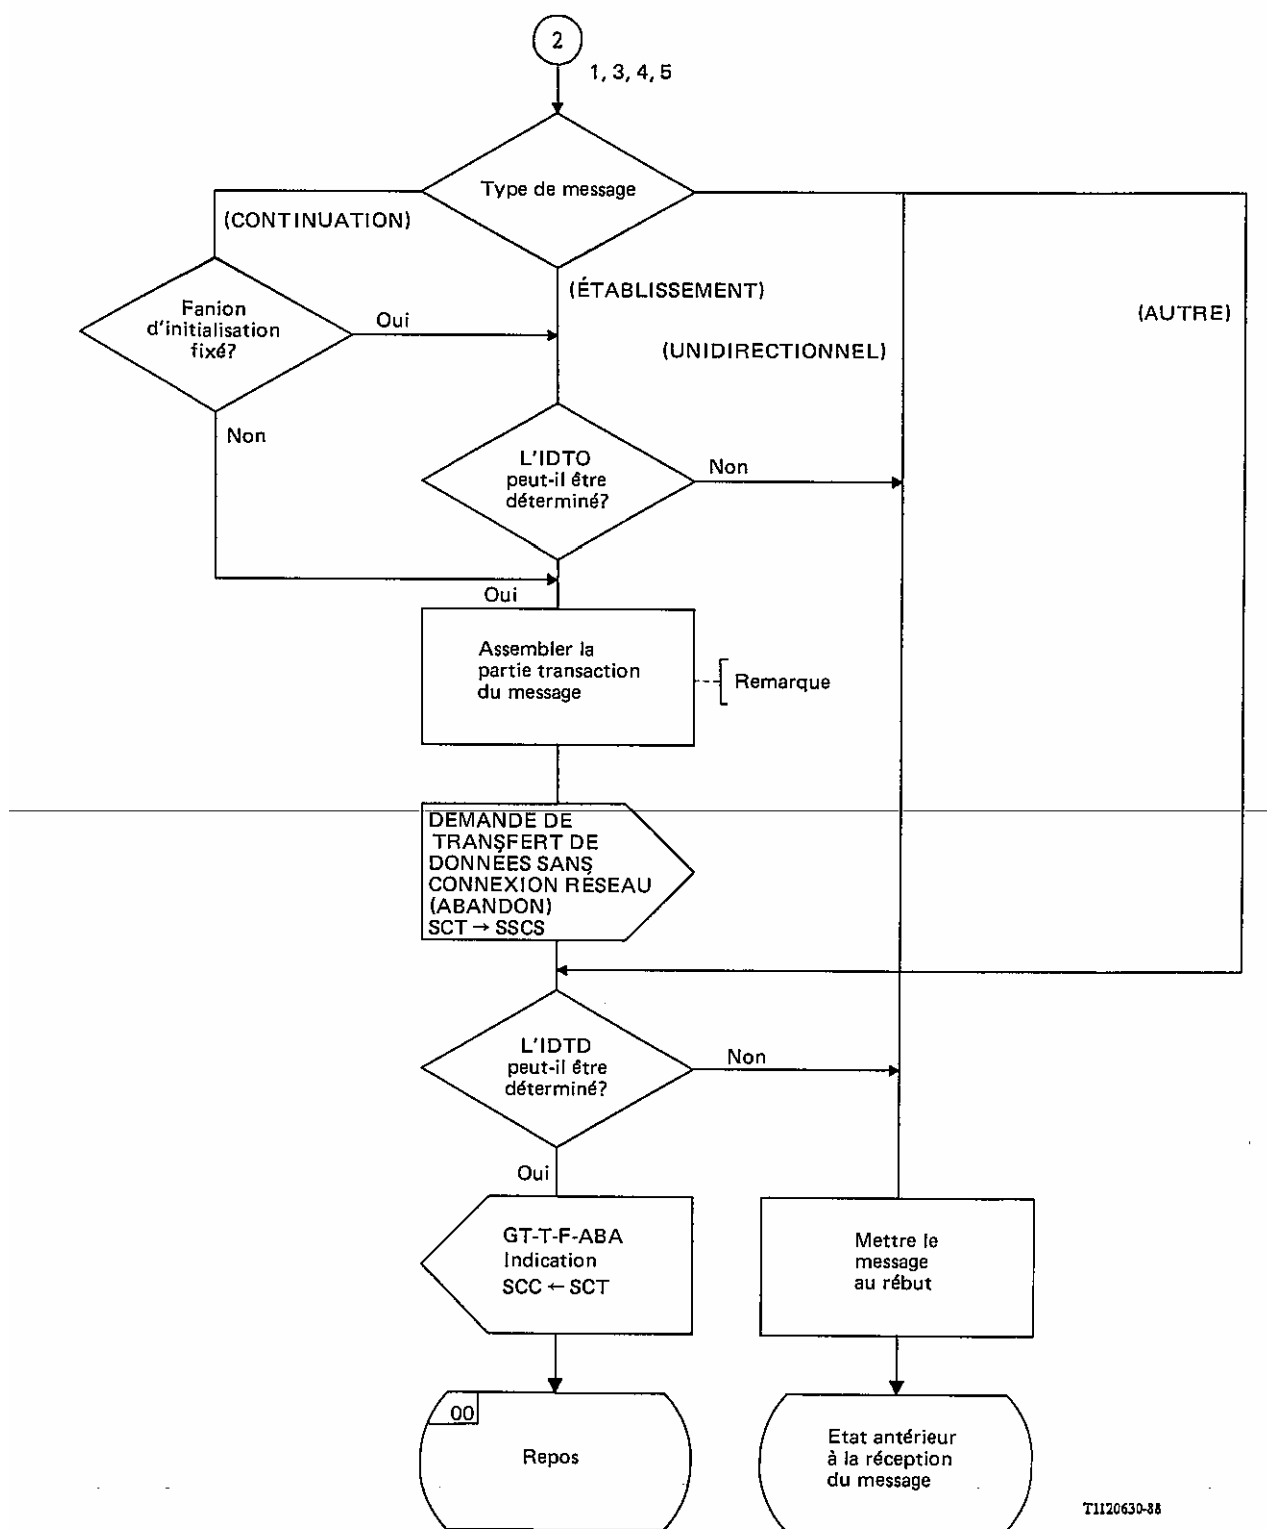 2
1, 3, 4, 5
Type de message
(CONTINUATION)
(ÉTABLISSEMENT)
(AUTRE)
Fanion
d'initialisation
fixé?
Oui
(UNIDIRECTIONNEL)
Non
L'IDTO
peut-il être
déterminé?
Non
Oui
Assembler la
partie transaction
du message
Remarque
DEMANDE DE
TRANSFERT DE
DONNEES SANS
CONNEXION RÉSEAU
(ABANDON)
SCT → SSCS
L'IDTD
peut-il être
déterminé?
Non
Oui
GT-T-F-ABA
Indication
SCC ← SCT
Mettre le
message
au rébut
00
Repos
Etat antérieur
à la réception
du message
T1120630-88